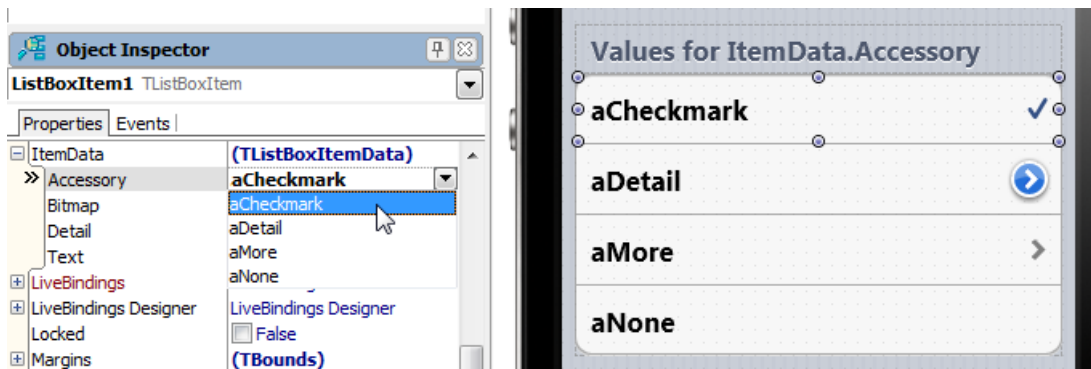 Object Inspector
ListBoxItem1 TListBoxItem
Properties Events
ItemData (TListBoxItemData)
Accessory aCheckmark
Bitmap aCheckmark
Detail aDetail
Text aMore
LiveBindings aNone
LiveBindings Designer LiveBindings Designer
Locked False
Margins (TBounds)
Values for ItemData.Accessory
aCheckmark
aDetail
aMore
aNone